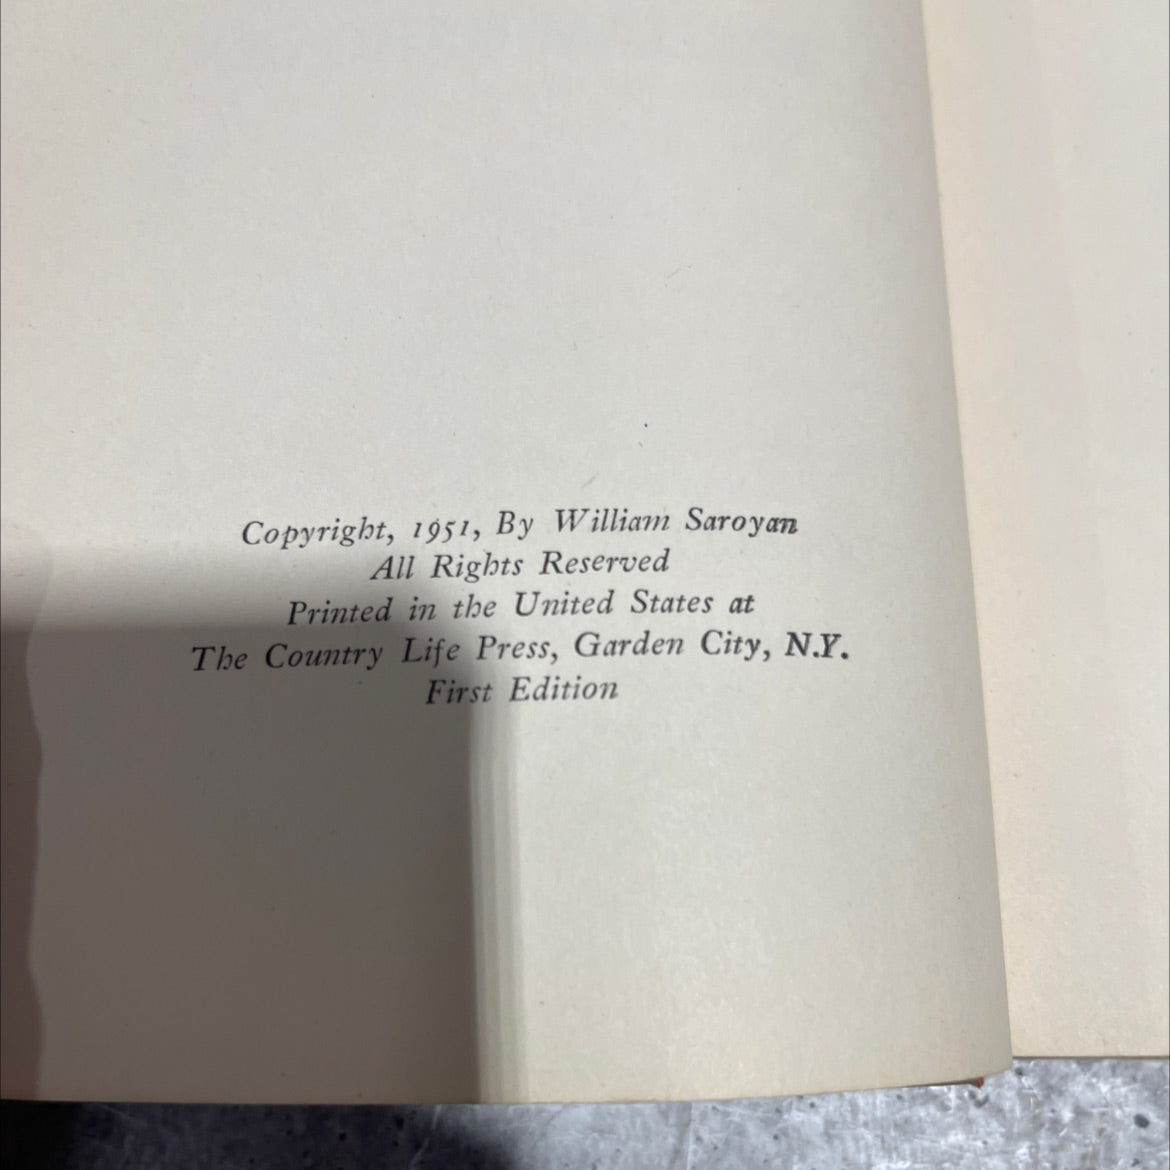 Copyright, 1951, By William Saroyan
All Rights Reserved
Printed in the United States at
The Country Life Press, Garden City, N.Y.
First Edition